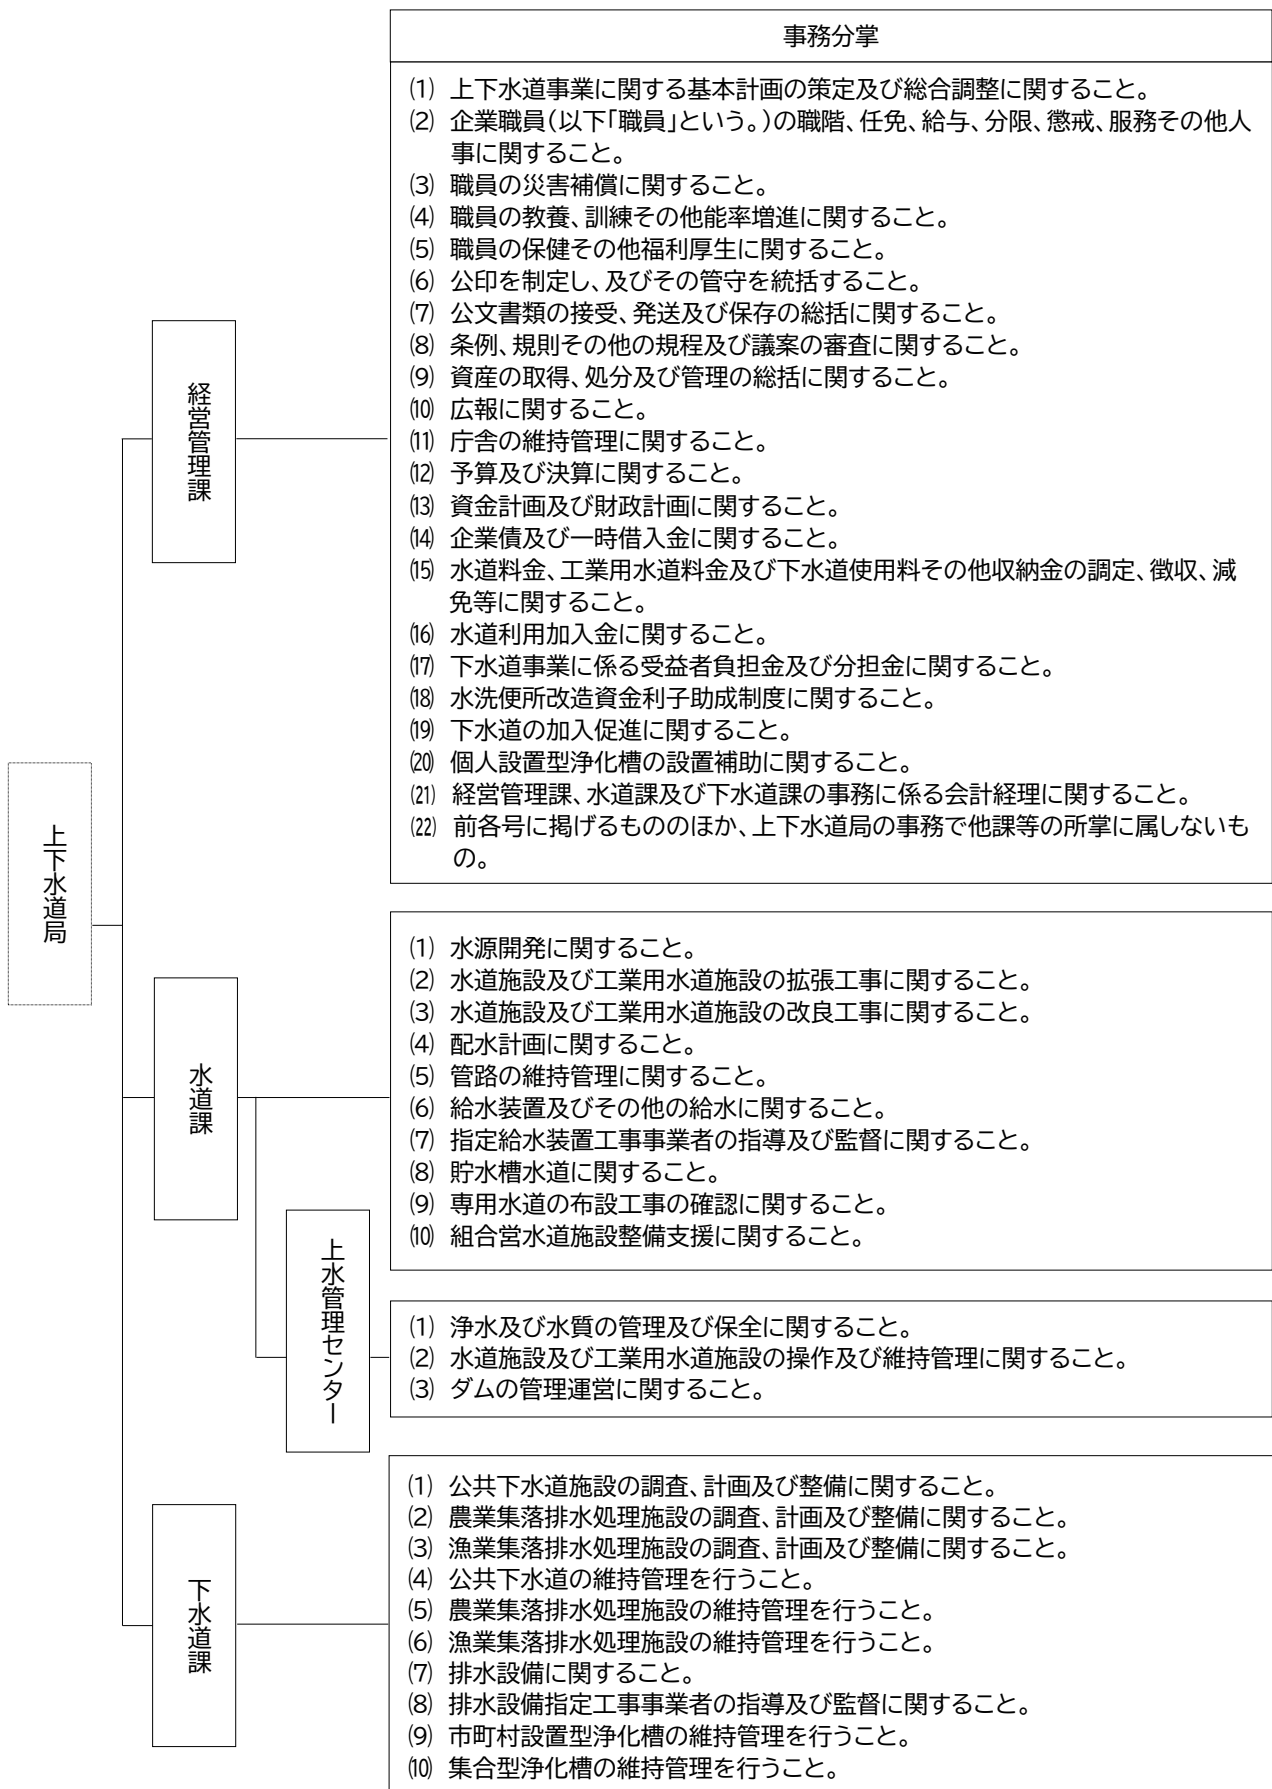 事務分掌
上下水道局
経営管理課
⑴ 上下水道事業に関する基本計画の策定及び総合調整に関すること。
⑵ 企業職員(以下「職員」という。)の職階、任免、給与、分限、懲戒、服務その他人
事に関すること。
⑶ 職員の災害補償に関すること。
⑷ 職員の教養、訓練その他能率増進に関すること。
⑸ 職員の保健その他福利厚生に関すること。
⑹ 公印を制定し、及びその管守を統括すること。
⑺ 公文書類の接受、発送及び保存の総括に関すること。
⑻ 条例、規則その他の規程及び議案の審査に関すること。
⑼ 資産の取得、処分及び管理の総括に関すること。
⑽ 広報に関すること。
⑾ 庁舎の維持管理に関すること。
⑿ 予算及び決算に関すること。
⒀ 資金計画及び財政計画に関すること。
⒁ 企業債及び一時借入金に関すること。
⒂ 水道料金、工業用水道料金及び下水道使用料その他収納金の調定、徴収、減
免等に関すること。
⒃ 水道利用加入金に関すること。
⒄ 下水道事業に係る受益者負担金及び分担金に関すること。
⒅ 水洗便所改造資金利子助成制度に関すること。
⒆ 下水道の加入促進に関すること。
⒇ 個人設置型浄化槽の設置補助に関すること。
(21) 経営管理課、水道課及び下水道課の事務に係る会計経理に関すること。
(22) 前各号に掲げるもののほか、上下水道局の事務で他課等の所掌に属しないも
の。
水道課
⑴ 水源開発に関すること。
⑵ 水道施設及び工業用水道施設の拡張工事に関すること。
⑶ 水道施設及び工業用水道施設の改良工事に関すること。
⑷ 配水計画に関すること。
⑸ 管路の維持管理に関すること。
⑹ 給水装置及びその他の給水に関すること。
⑺ 指定給水装置工事事業者の指導及び監督に関すること。
⑻ 貯水槽水道に関すること。
⑼ 専用水道の布設工事の確認に関すること。
⑽ 組合営水道施設整備支援に関すること。
上水管理センター
⑴ 浄水及び水質の管理及び保全に関すること。
⑵ 水道施設及び工業用水道施設の操作及び維持管理に関すること。
⑶ ダムの管理運営に関すること。
下水道課
⑴ 公共下水道施設の調査、計画及び整備に関すること。
⑵ 農業集落排水処理施設の調査、計画及び整備に関すること。
⑶ 漁業集落排水処理施設の調査、計画及び整備に関すること。
⑷ 公共下水道の維持管理を行うこと。
⑸ 農業集落排水処理施設の維持管理を行うこと。
⑹ 漁業集落排水処理施設の維持管理を行うこと。
⑺ 排水設備に関すること。
⑻ 排水設備指定工事事業者の指導及び監督に関すること。
⑼ 市町村設置型浄化槽の維持管理を行うこと。
⑽ 集合型浄化槽の維持管理を行うこと。